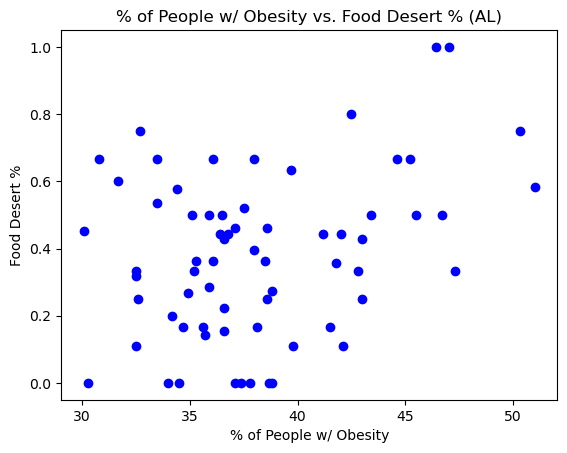 % of People w/ Obesity vs. Food Desert % (AL)
1.0
0.8
0.6
0.4
0.2
0.0
Food Desert %
30 35 40 45 50
% of People w/ Obesity